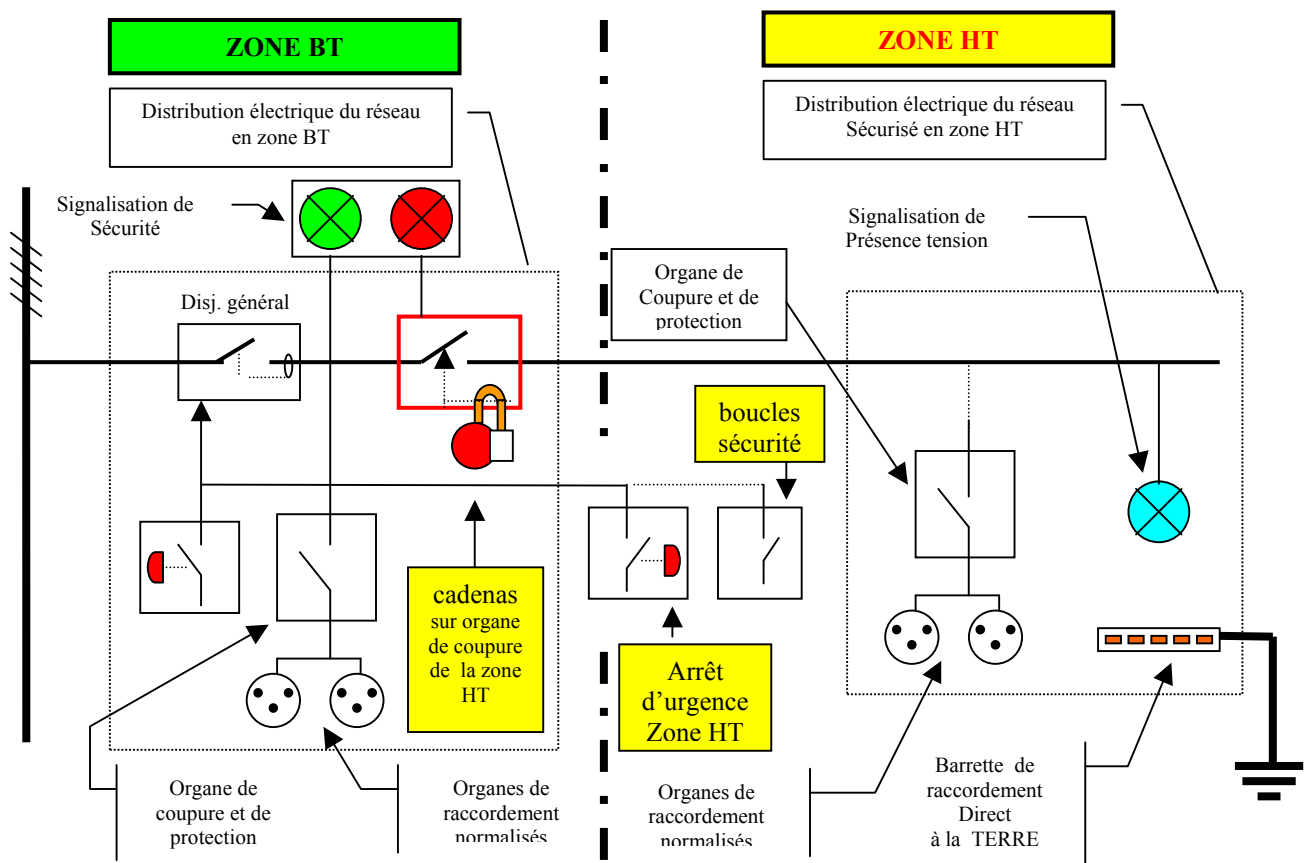 ZONE BT
ZONE HT
Distribution électrique du réseau
en zone BT
Distribution électrique du réseau
Sécurisé en zone HT
Signalisation de
Sécurité
Signalisation de
Présence tension
Organe de
Coupure et de
protection
Disj. général
boucles
sécurité
cadenas
sur organe
de coupure
de la zone
HT
Arrêt
d’urgence
Zone HT
Organe de
coupure et de
protection
Organes de
raccordement
normalisés
Organes de
raccordement
normalisés
Barrette de
raccordement
Direct
à la TERRE